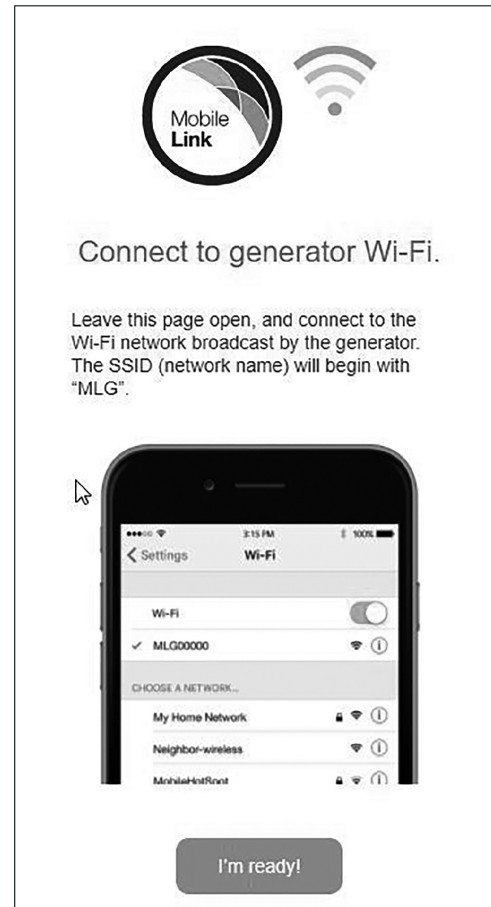 Mobile
Link
Connect to generator Wi-Fi.
Leave this page open, and connect to the
Wi-Fi network broadcast by the generator.
The SSID (network name) will begin with
“MLG”.
3:15 PM
100%
Settings
Wi-Fi
Wi-Fi
MLG00000
CHOOSE A NETWORK...
My Home Network
Neighbor-wireless
MobileHotSpot
I'm ready!